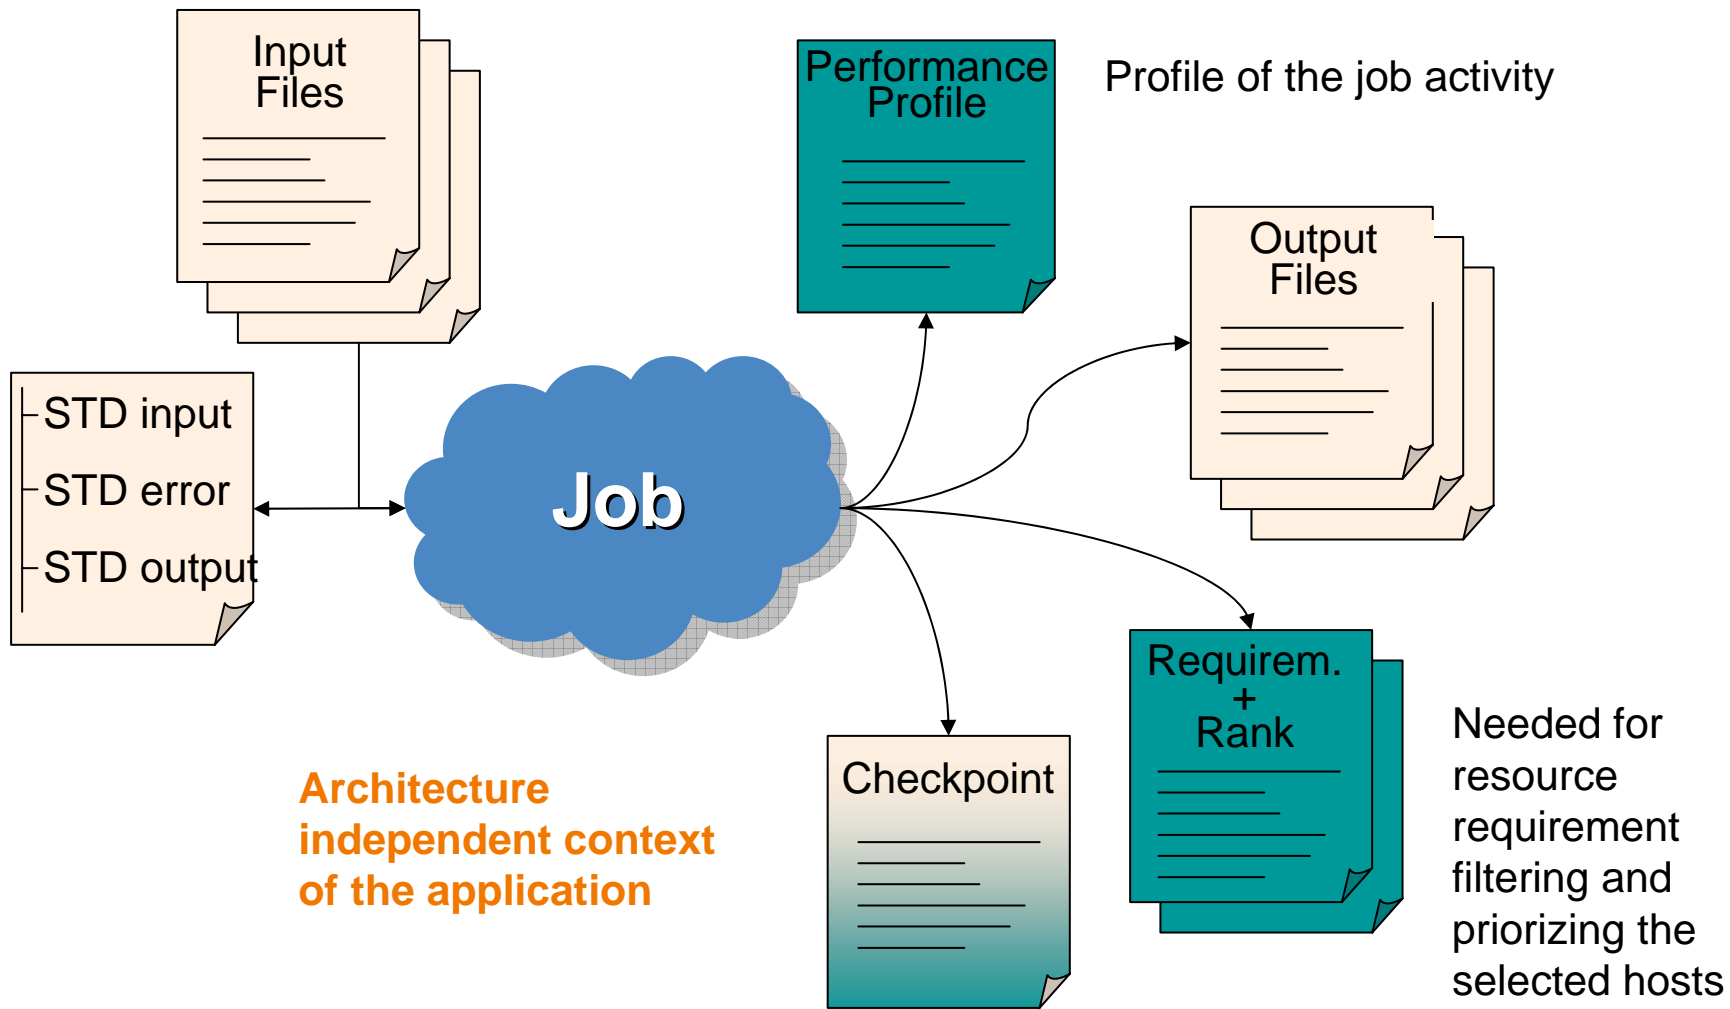 Input
Files
Performance
Profile
Profile of the job activity
Output
Files
STD input
STD error
STD output
Job
Requirem.
+
Rank
Checkpoint
Architecture
independent context
of the application
Needed for
resource
requirement
filtering and
priorizing the
selected hosts